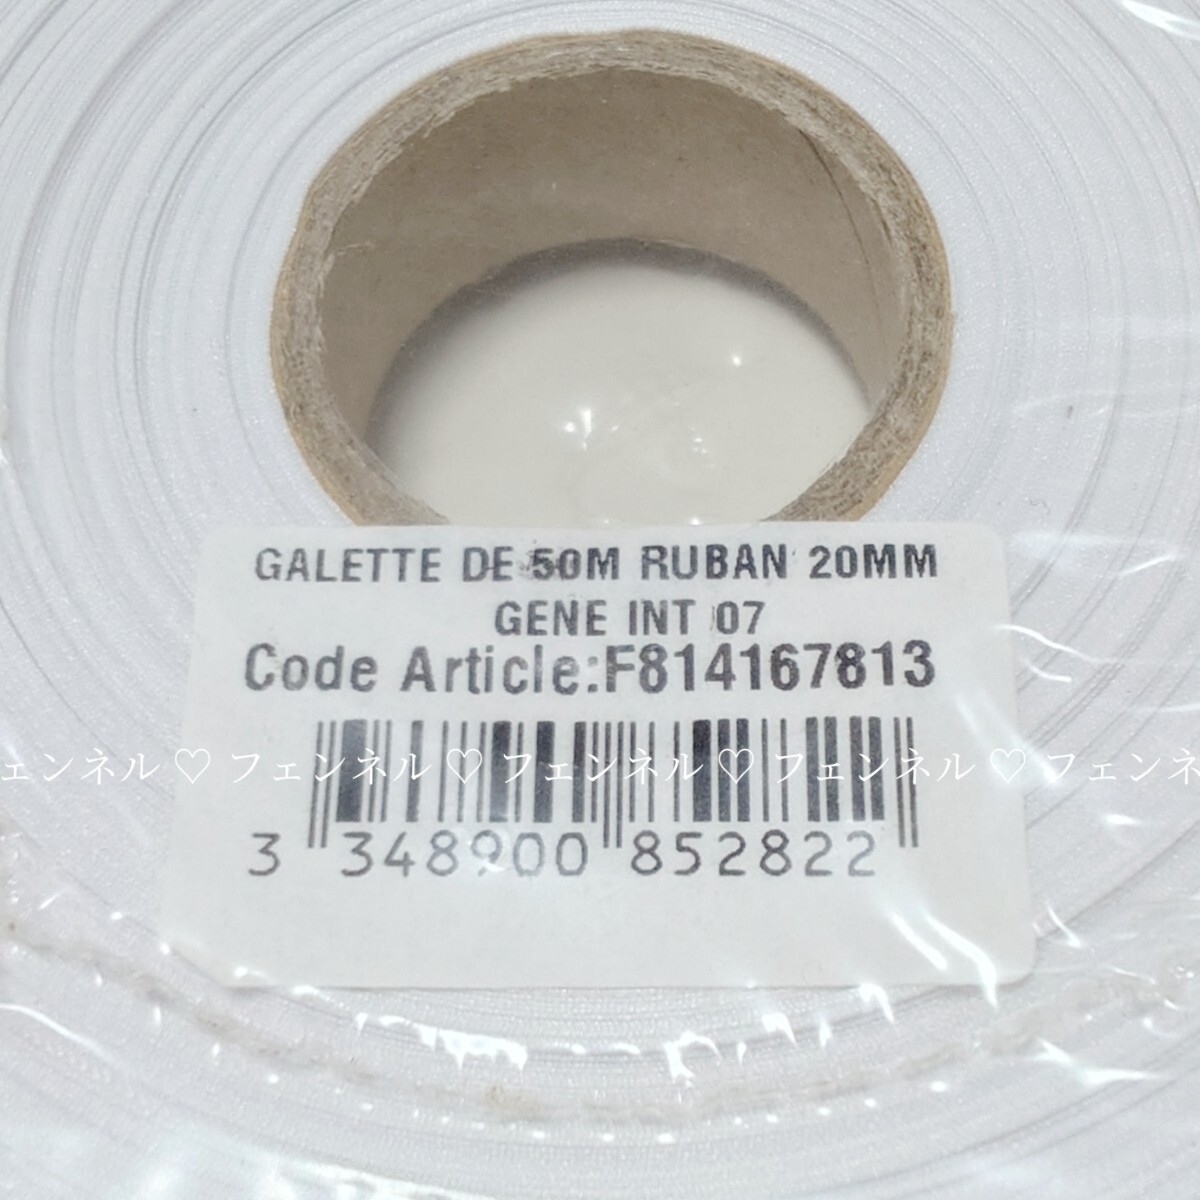 GALETTE DE 50M RUBAN 20MM
GENE INT 07
Code Article:F814167813
ェンネル ♡ フェンネル ♡ フェンネル ♡ フェンネル ♡ フェンネ
3 348900 852822